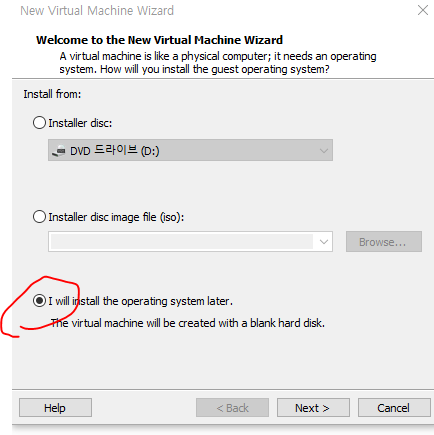 New Virtual Machine Wizard
Welcome to the New Virtual Machine Wizard
A virtual machine is like a physical computer; it needs an operating
system. How will you install the guest operating system?
Install from:
Installer disc:
DVD 드라이브 (D:)
Installer disc image file (iso):
Browse...
I will install the operating system later.
The virtual machine will be created with a blank hard disk.
Help < Back Next > Cancel